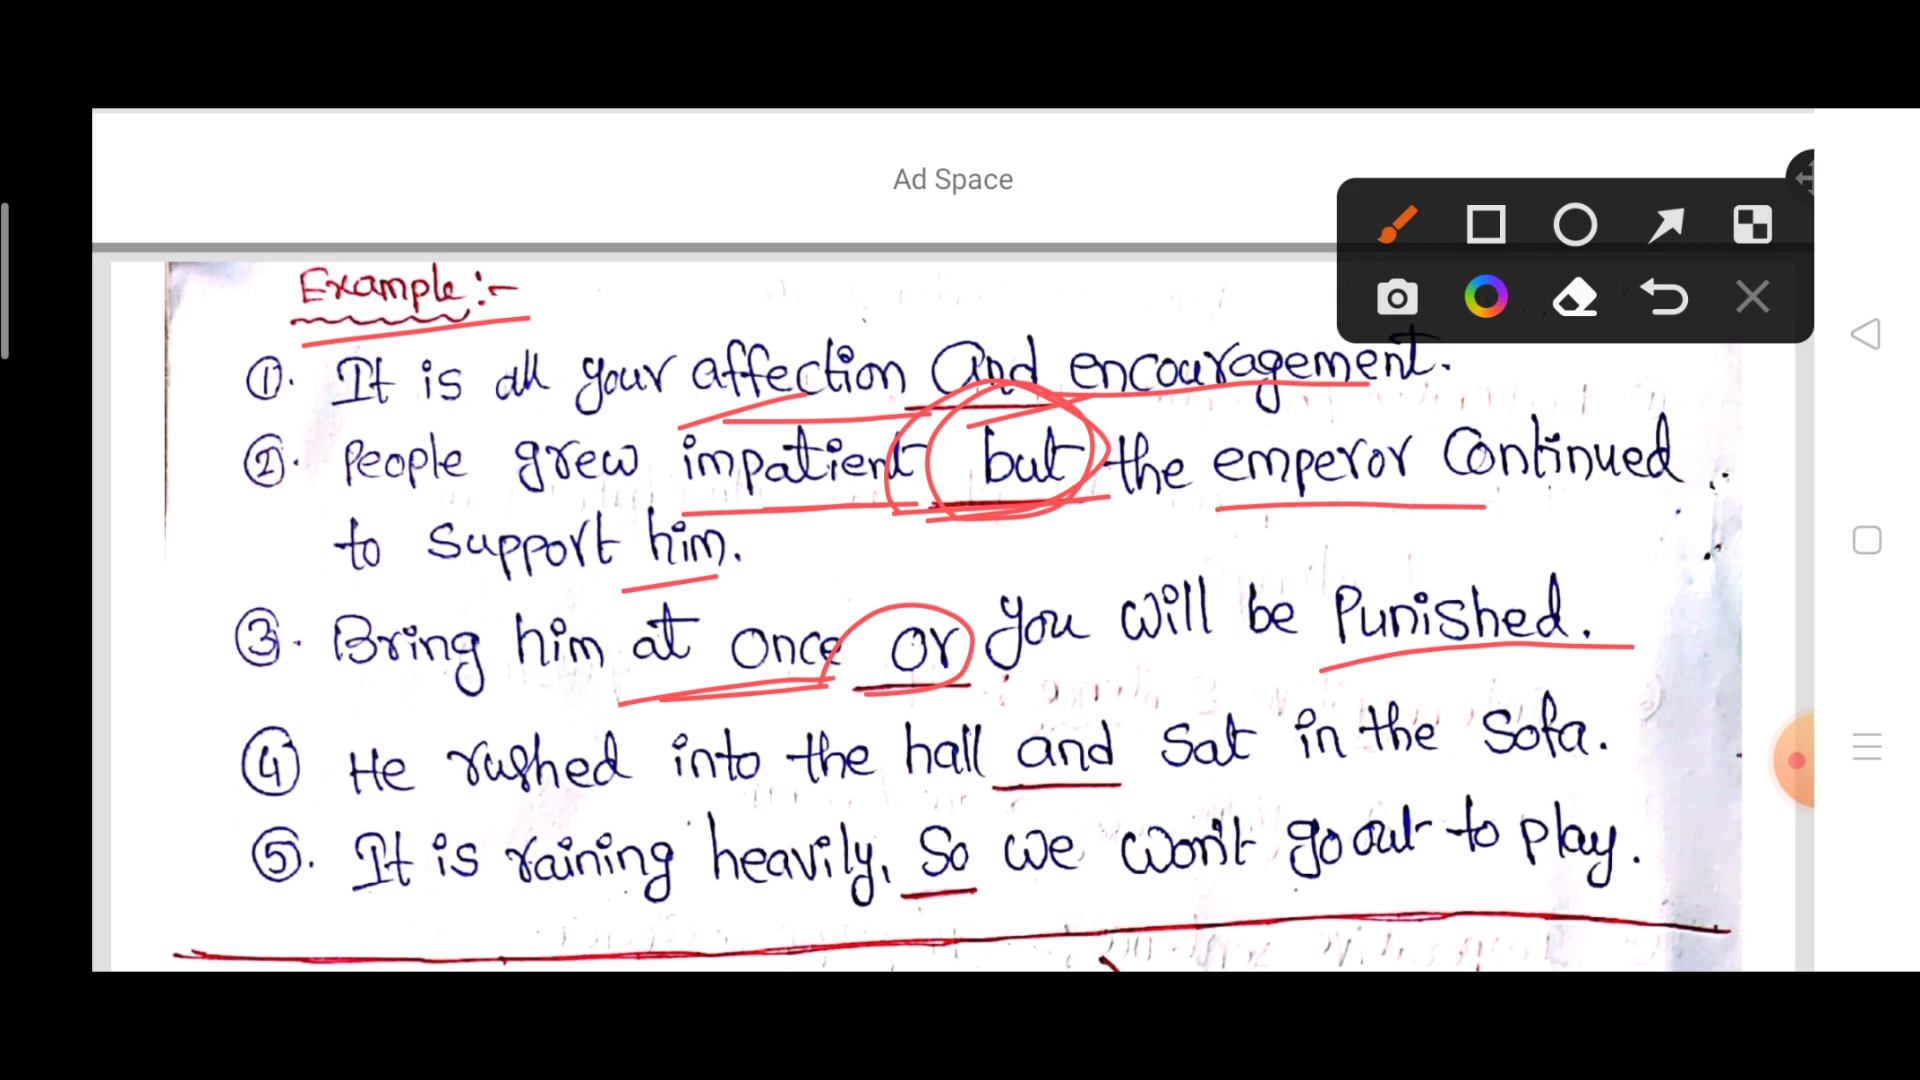 Ad Space
Example:-
①. It is all your affection and encouragement.
②. People grew impatient but the emperor Continued
to support him.
③. Bring him at once or you will be Punished.
④ He rushed into the hall and sat in the Sofa.
⑤. It is raining heavily, So we won't go out to play.